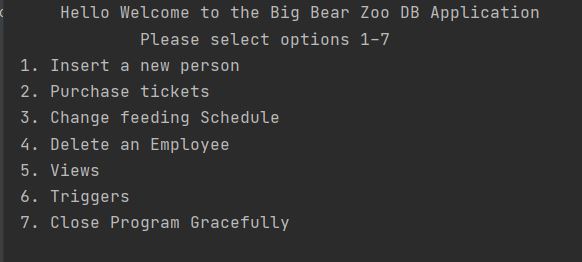 Hello Welcome to the Big Bear Zoo DB Application
Please select options 1-7
1. Insert a new person
2. Purchase tickets
3. Change feeding Schedule
4. Delete an Employee
5. Views
6. Triggers
7. Close Program Gracefully